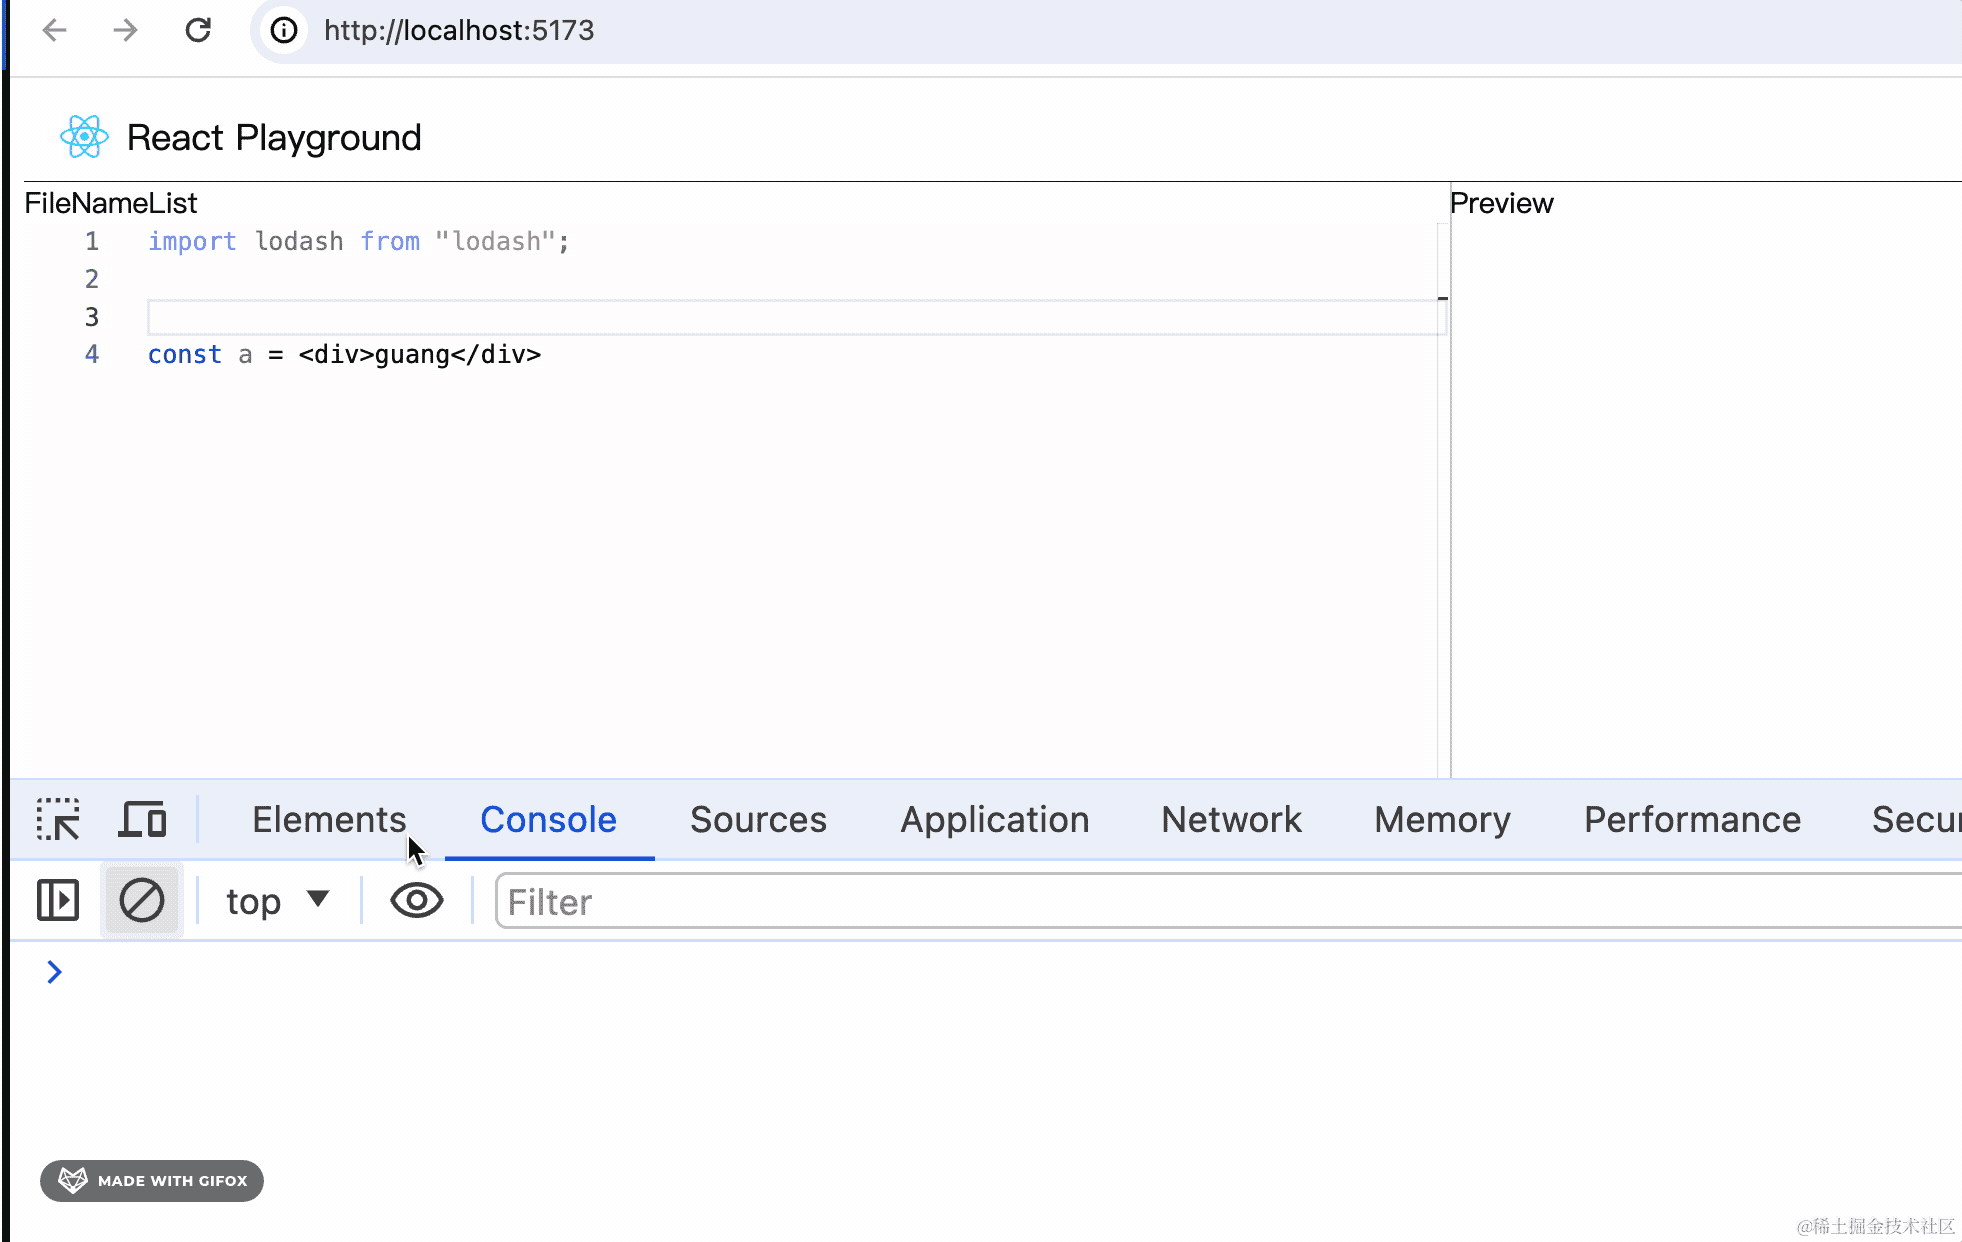 http://localhost:5173
React Playground
FileNameList
Preview
1 import lodash from "lodash";
2
3
4 const a = <div>guang</div>
Elements Console Sources Application Network Memory Performance Secu
top Filter
MADE WITH GIFOX
@稀土掘金技术社区